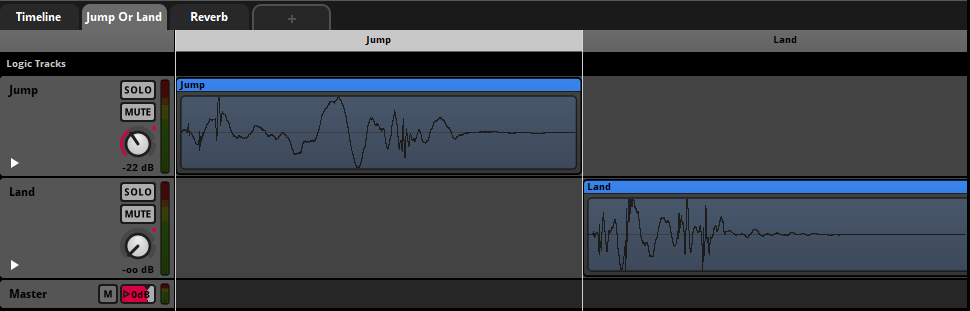 Timeline
Jump Or Land
Reverb
+
Jump
Land
Logic Tracks
Jump
SOLO
MUTE
-22 dB
Jump
Land
SOLO
MUTE
-oo dB
Land
Master
M
0dB